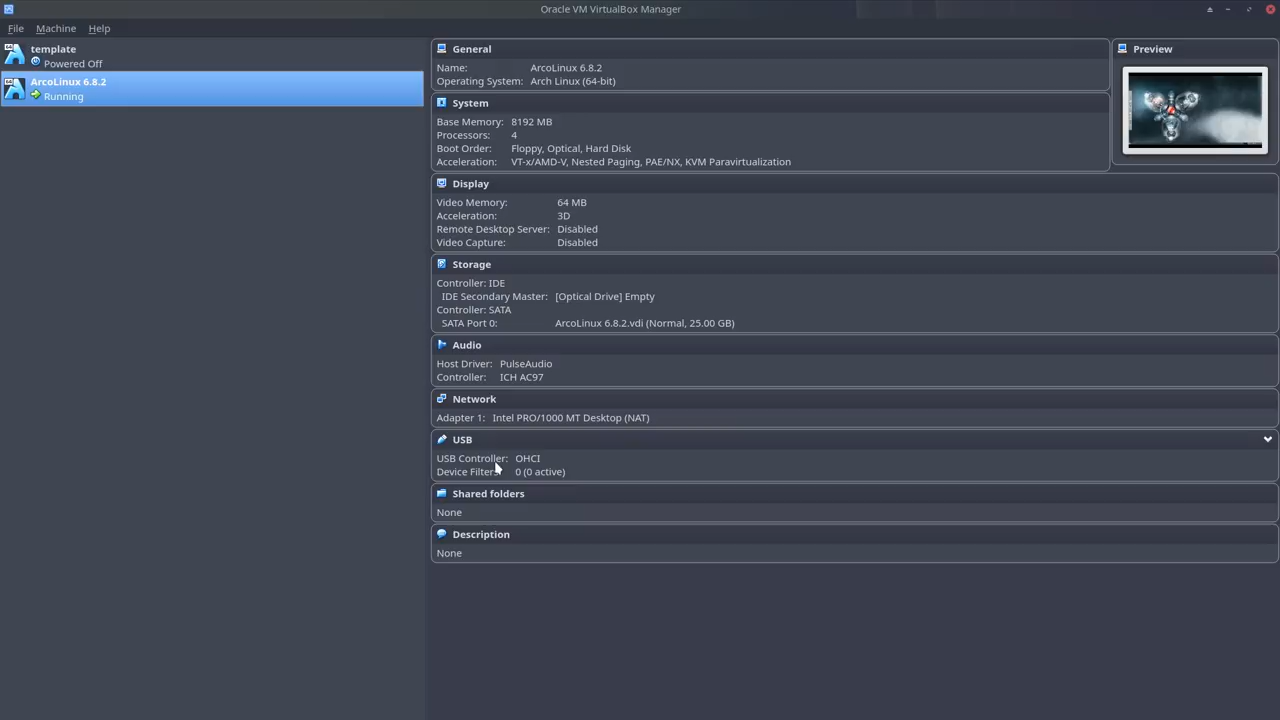 Oracle VM VirtualBox Manager
File Machine Help
template
Powered Off
ArcoLinux 6.8.2
Running
General
Name: ArcoLinux 6.8.2
Operating System: Arch Linux (64-bit)
Preview
System
Base Memory: 8192 MB
Processors: 4
Boot Order: Floppy, Optical, Hard Disk
Acceleration: VT-x/AMD-V, Nested Paging, PAE/NX, KVM Paravirtualization
Display
Video Memory: 64 MB
Acceleration: 3D
Remote Desktop Server: Disabled
Video Capture: Disabled
Storage
Controller: IDE
IDE Secondary Master: [Optical Drive] Empty
Controller: SATA
SATA Port 0: ArcoLinux 6.8.2.vdi (Normal, 25.00 GB)
Audio
Host Driver: PulseAudio
Controller: ICH AC97
Network
Adapter 1: Intel PRO/1000 MT Desktop (NAT)
USB
USB Controller: OHCI
Device Filters: 0 (0 active)
Shared folders
None
Description
None